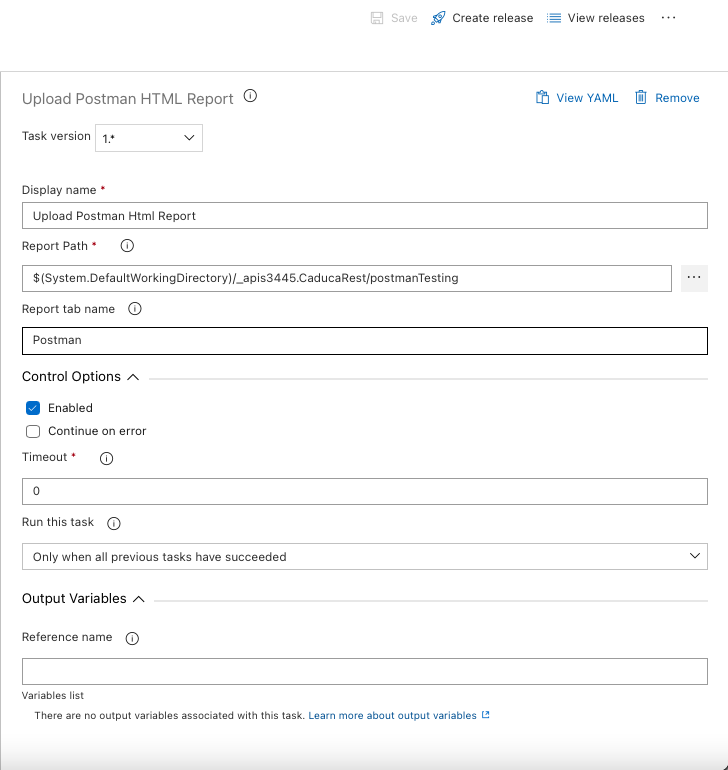 Save Create release View releases ...
Upload Postman HTML Report
View YAML Remove
Task version 1.*
Display name *
Upload Postman Html Report
Report Path *
$(System.DefaultWorkingDirectory)/_apis3445.CaducaRest/postmanTesting ...
Report tab name
Postman
Control Options
Enabled
Continue on error
Timeout *
0
Run this task
Only when all previous tasks have succeeded
Output Variables
Reference name
Variables list
There are no output variables associated with this task. Learn more about output variables